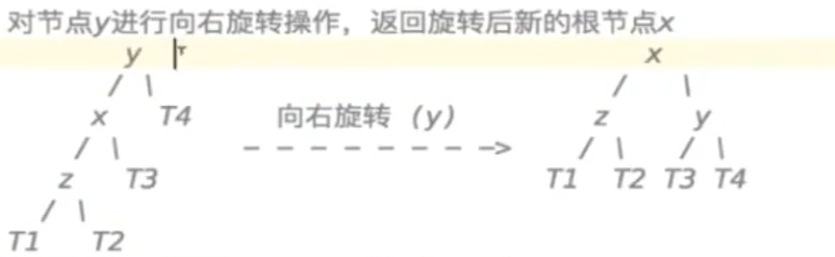 对节点y进行向右旋转操作，返回旋转后新的根节点x
y x
/ \ / \
x T4 向右旋转 (y) z y
/ \ - - - - - - - -> / \ / \
z T3 T1 T2 T3 T4
/ \
T1 T2